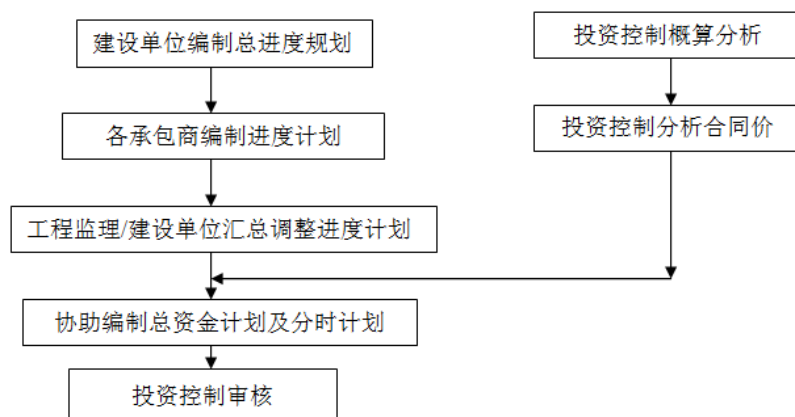 建设单位编制总进度规划
投资控制概算分析
各承包商编制进度计划
投资控制分析合同价
工程监理/建设单位汇总调整进度计划
协助编制总资金计划及分时计划
投资控制审核